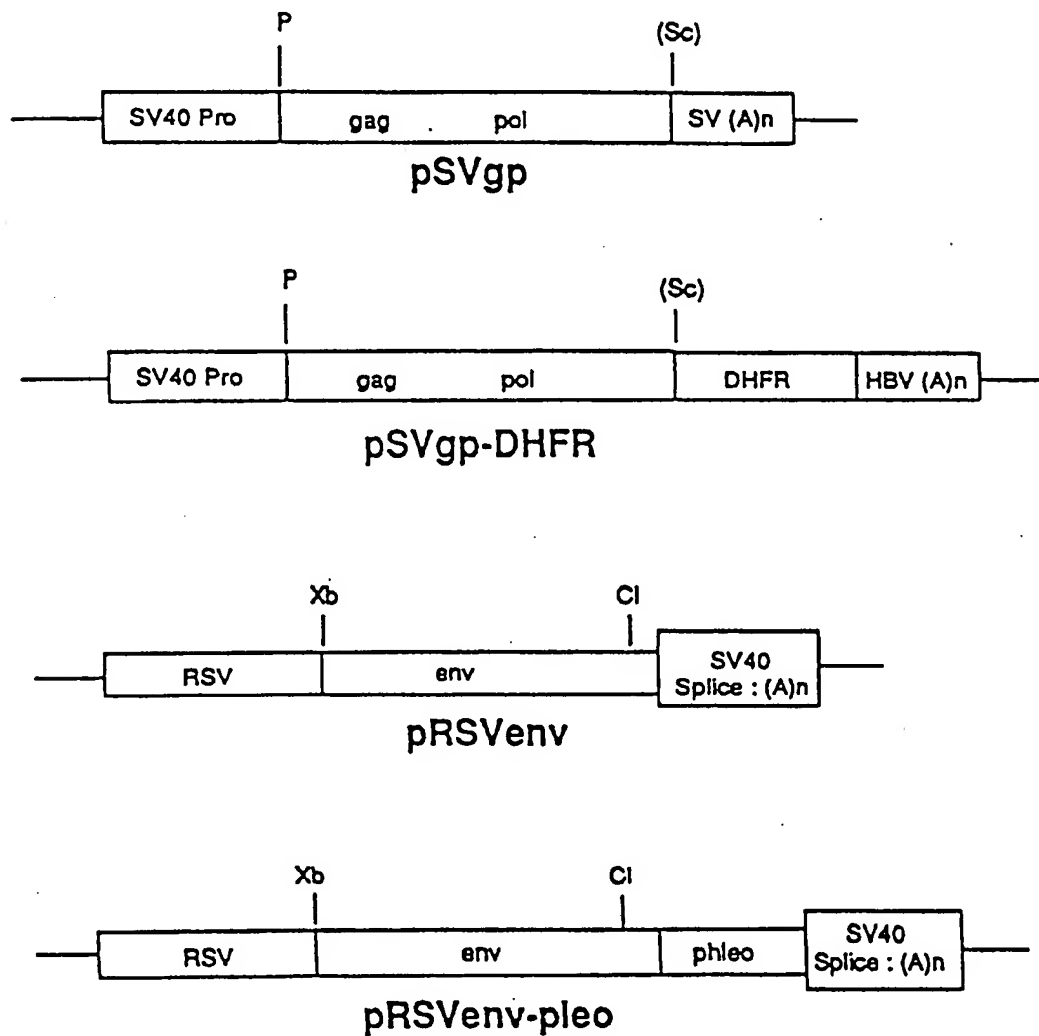 P (Sc)
SV40 Pro gag pol SV (A)n
pSVgp
P (Sc)
SV40 Pro gag pol DHFR HBV (A)n
pSVgp-DHFR
Xb Cl
RSV env SV40
Splice : (A)n
pRSVenv
Xb Cl
RSV env phleo SV40
Splice : (A)n
pRSVenv-pleo